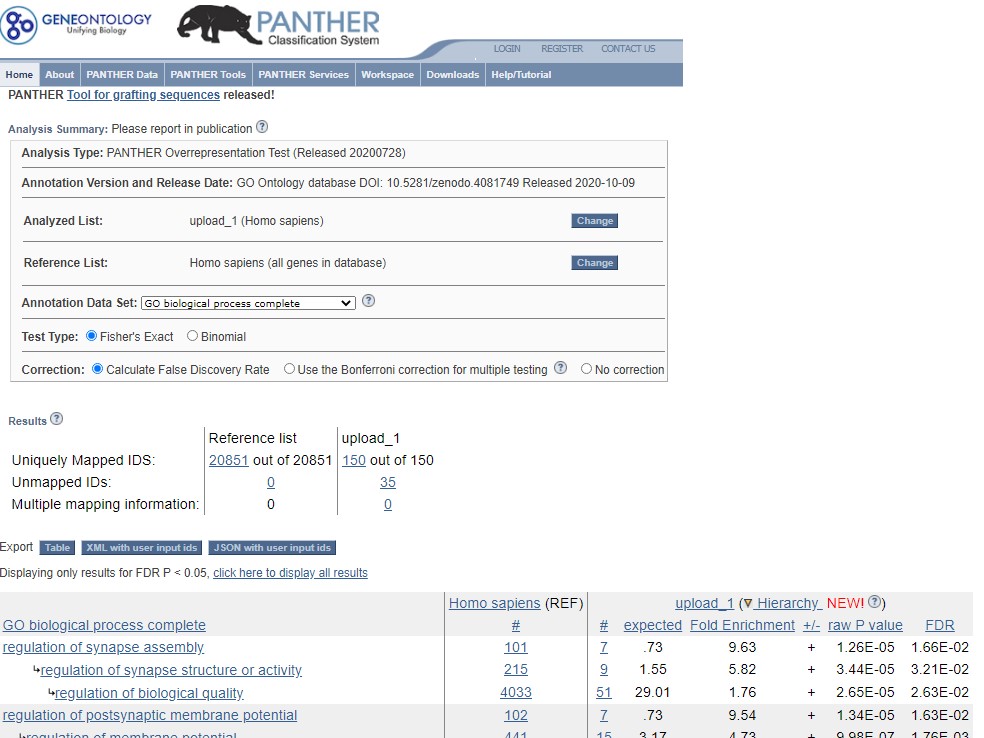 GENEONTOLOGY
Unifying Biology
PANTHER
Classification System
LOGIN REGISTER CONTACT US
Home About PANTHER Data PANTHER Tools PANTHER Services Workspace Downloads Help/Tutorial
PANTHER Tool for grafting sequences released!
Analysis Summary: Please report in publication ?
Analysis Type: PANTHER Overrepresentation Test (Released 20200728)
Annotation Version and Release Date: GO Ontology database DOI: 10.5281/zenodo.4081749 Released 2020-10-09
Analyzed List: upload_1 (Homo sapiens) Change
Reference List: Homo sapiens (all genes in database) Change
Annotation Data Set: GO biological process complete ?
Test Type: Fisher's Exact Binomial
Correction: Calculate False Discovery Rate Use the Bonferroni correction for multiple testing ? No correction
Results ?
Reference list upload_1
Uniquely Mapped IDS: 20851 out of 20851 150 out of 150
Unmapped IDs: 0 35
Multiple mapping information: 0 0
Export Table XML with user input ids JSON with user input ids
Displaying only results for FDR P < 0.05, click here to display all results
Homo sapiens (REF) upload_1 (▼ Hierarchy NEW! ?)
GO biological process complete # # expected Fold Enrichment +/- raw P value FDR
regulation of synapse assembly 101 7 .73 9.63 + 1.26E-05 1.66E-02
↳regulation of synapse structure or activity 215 9 1.55 5.82 + 3.44E-05 3.21E-02
↳regulation of biological quality 4033 51 29.01 1.76 + 2.65E-05 2.63E-02
regulation of postsynaptic membrane potential 102 7 .73 9.54 + 1.34E-05 1.63E-02
↳regulation of membrane potential 441 15 3.17 4.73 + 9.98E-07 1.76E-03